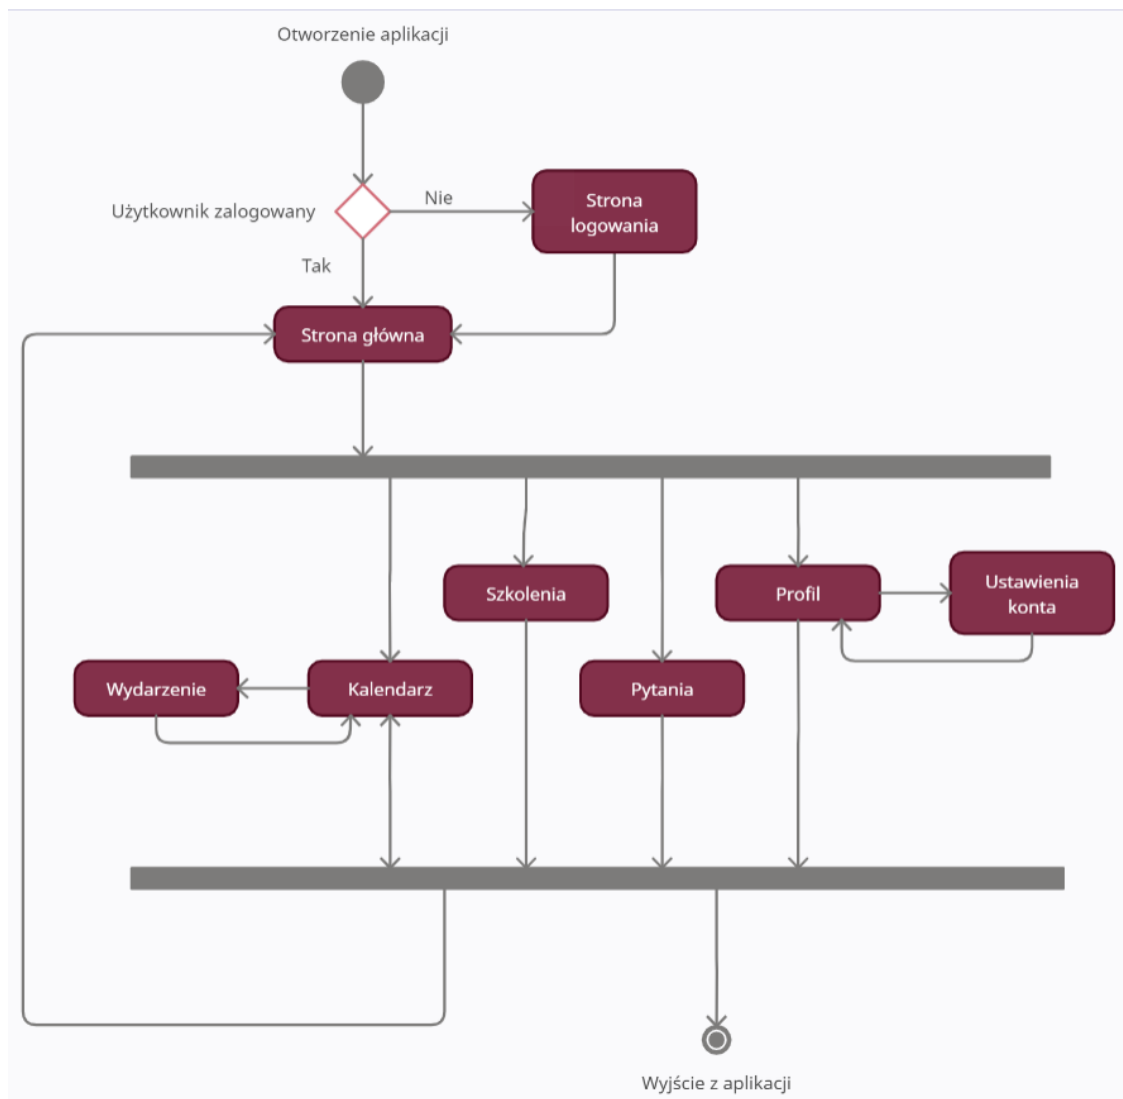 Otworzenie aplikacji
Użytkownik zalogowany
Nie
Strona
logowania
Tak
Strona główna
Szkolenia
Profil
Ustawienia
konta
Wydarzenie
Kalendarz
Pytania
Wyjście z aplikacji